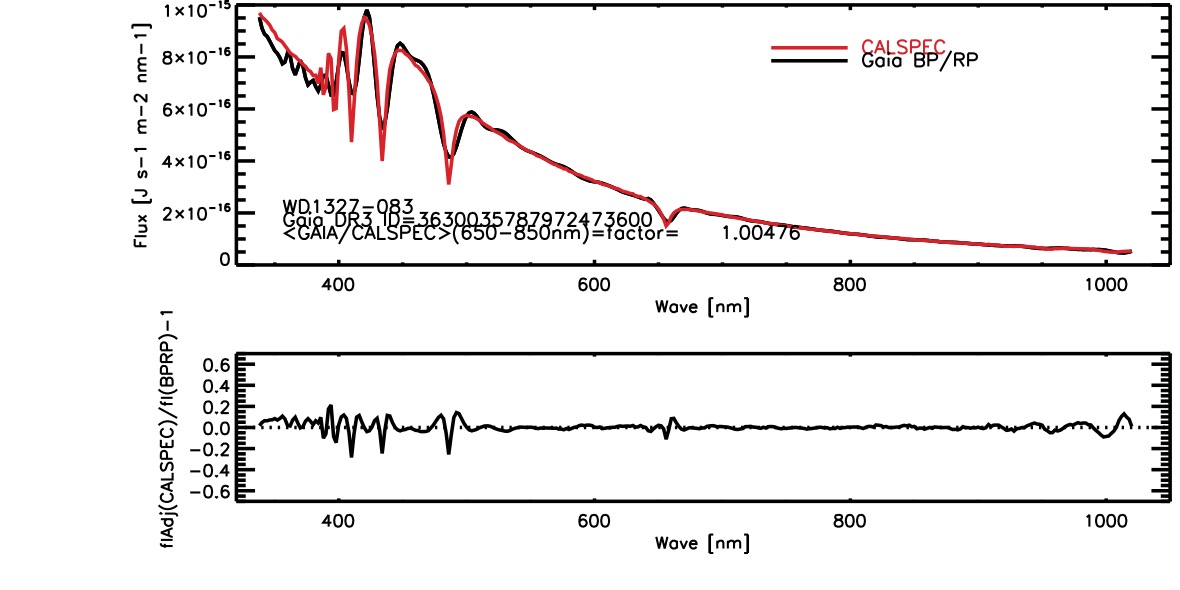 1×10−15
8×10−16
6×10−16
4×10−16
2×10−16
0
Flux [J s−1 m−2 nm−1]
CALSPEC
Gaia BP/RP
WD1327−083
Gaia DR3 ID=3630035787972473600
<GAIA/CALSPEC>(650−850nm)=factor= 1.00476
400 600 800 1000
Wave [nm]
flAdj(CALSPEC)/fl(BPRP)−1
0.6
0.4
0.2
0.0
−0.2
−0.4
−0.6
400 600 800 1000
Wave [nm]